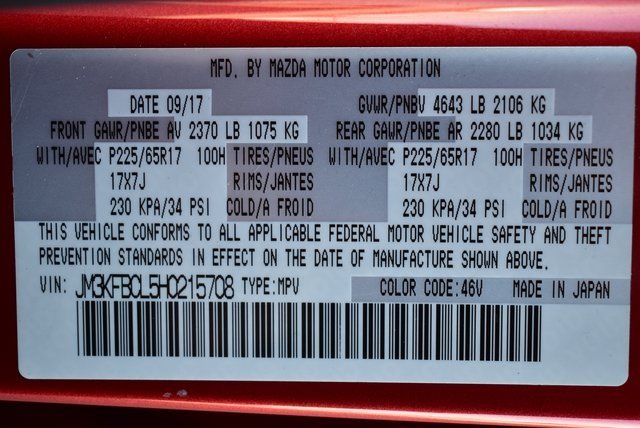 MFD. BY MAZDA MOTOR CORPORATION
DATE 09/17 GVWR/PNBV 4643 LB 2106 KG
FRONT GAWR/PNBE AV 2370 LB 1075 KG REAR GAWR/PNBE AR 2280 LB 1034 KG
WITH/AVEC P225/65R17 100H TIRES/PNEUS WITH/AVEC P225/65R17 100H TIRES/PNEUS
17X7J RIMS/JANTES 17X7J RIMS/JANTES
230 KPA/34 PSI COLD/A FROID 230 KPA/34 PSI COLD/A FROID
THIS VEHICLE CONFORMS TO ALL APPLICABLE FEDERAL MOTOR VEHICLE SAFETY AND THEFT
PREVENTION STANDARDS IN EFFECT ON THE DATE OF MANUFACTURE SHOWN ABOVE.
VIN: JM3KFBCL5H0215708 TYPE:MPV COLOR CODE:46V MADE IN JAPAN